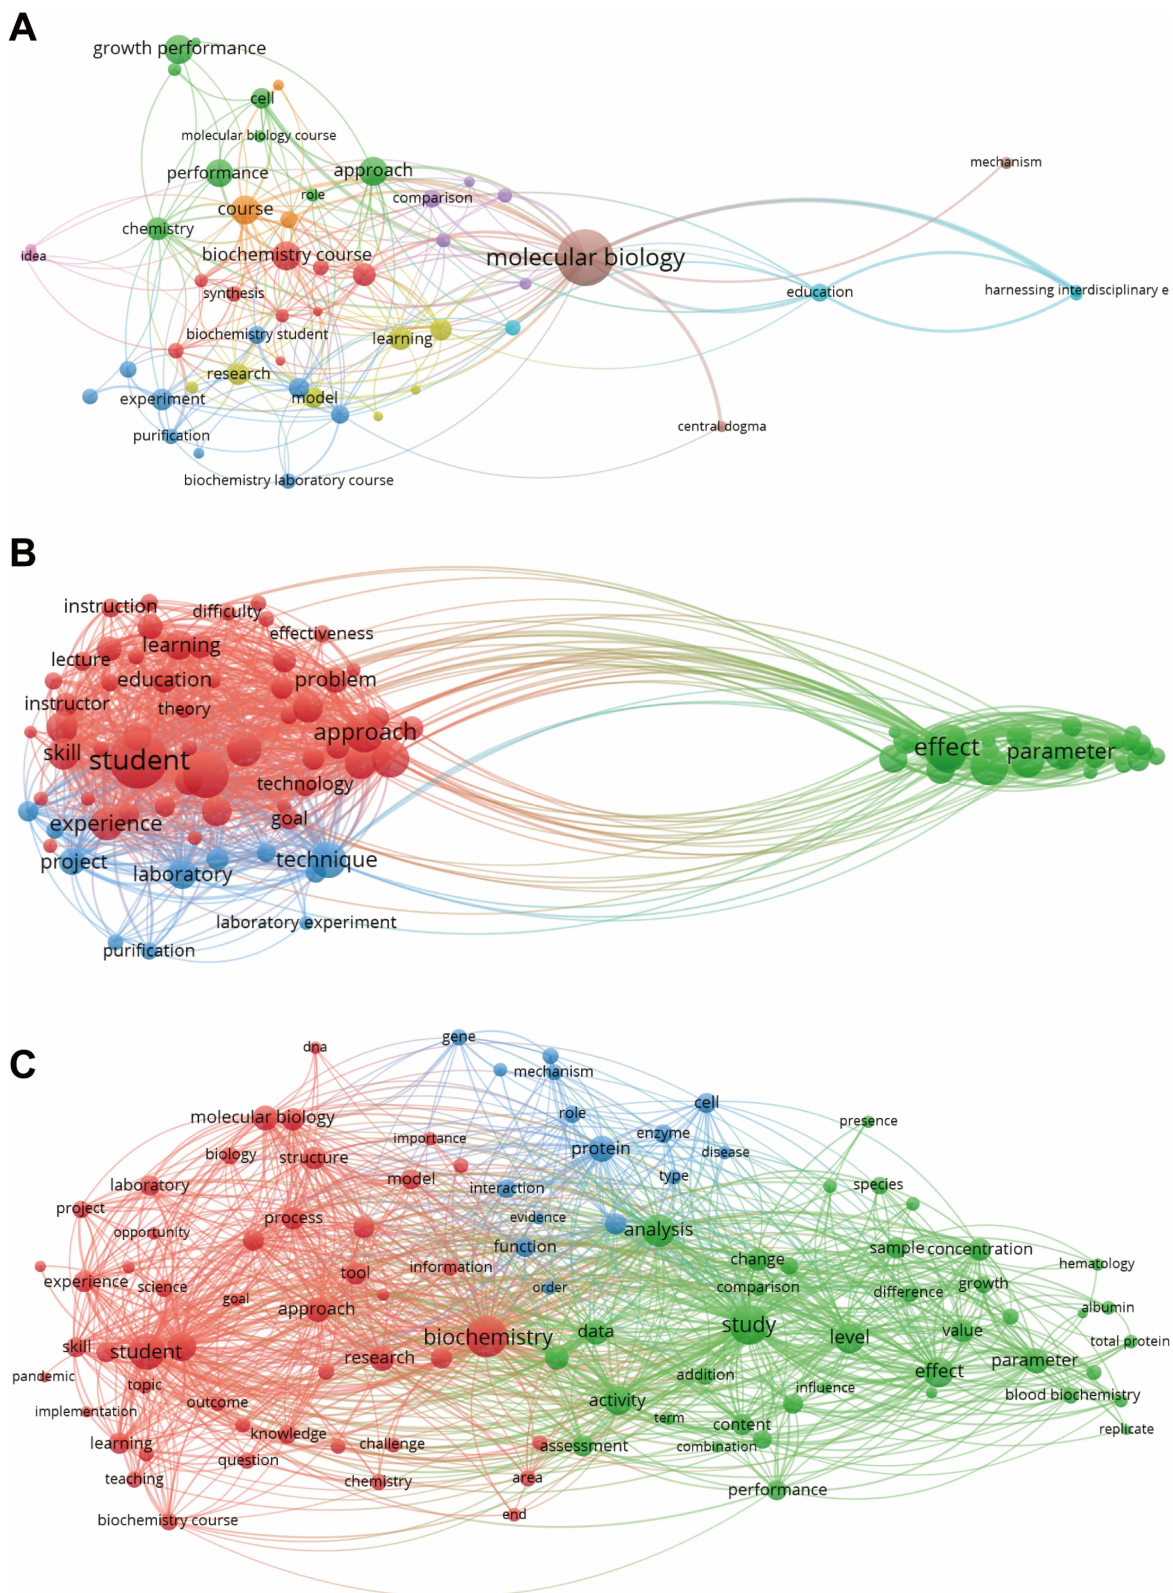 A
growth performance
cell
molecular biology course
mechanism
performance
approach
role
comparison
course
chemistry
idea
biochemistry course
molecular biology
synthesis
education
harnessing interdisciplinary e
biochemistry student
learning
research
experiment
model
purification
central dogma
biochemistry laboratory course
B
instruction
difficulty
effectiveness
learning
lecture
education
problem
instructor
theory
approach
skill
student
effect
parameter
technology
experience
goal
project
technique
laboratory
laboratory experiment
purification
C
dna
gene
mechanism
cell
molecular biology
role
presence
importance
enzyme
protein
biology
structure
disease
laboratory
model
type
species
interaction
project
process
evidence
opportunity
analysis
function
sample
concentration
change
hematology
information
tool
experience
science
order
comparison
difference
growth
goal
approach
albumin
biochemistry
data
study
level
value
total protein
skill
student
research
effect
parameter
pandemic
topic
addition
influence
blood biochemistry
outcome
activity
implementation
term
content
replicate
learning
knowledge
challenge
assessment
combination
question
teaching
chemistry
area
performance
biochemistry course
end